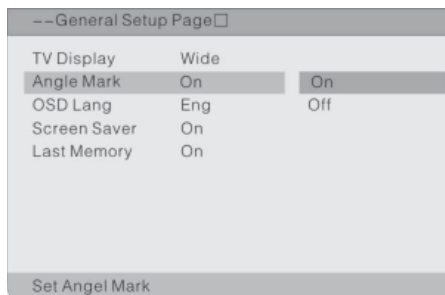 --General Setup Page□
TV Display Wide
Angle Mark On On
OSD Lang Eng Off
Screen Saver On
Last Memory On
Set Angel Mark